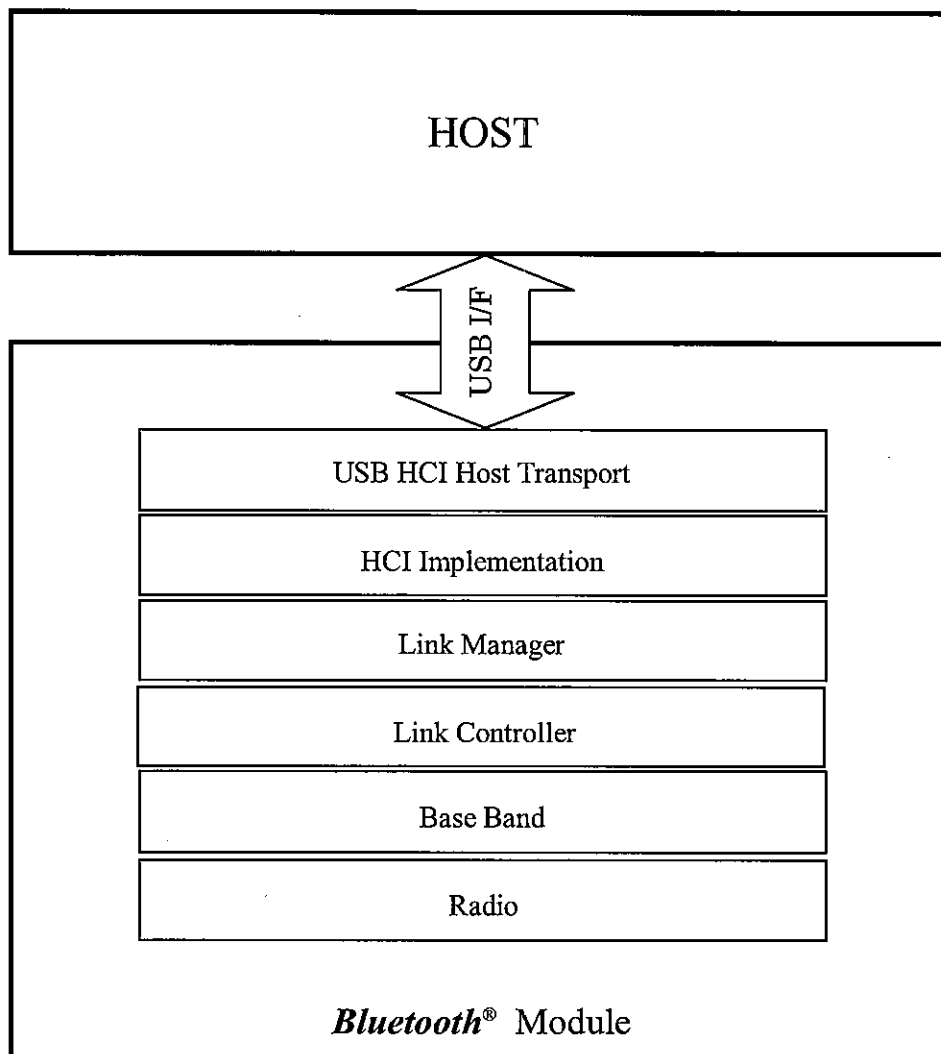 HOST
USB I/F
USB HCI Host Transport
HCI Implementation
Link Manager
Link Controller
Base Band
Radio
Bluetooth® Module